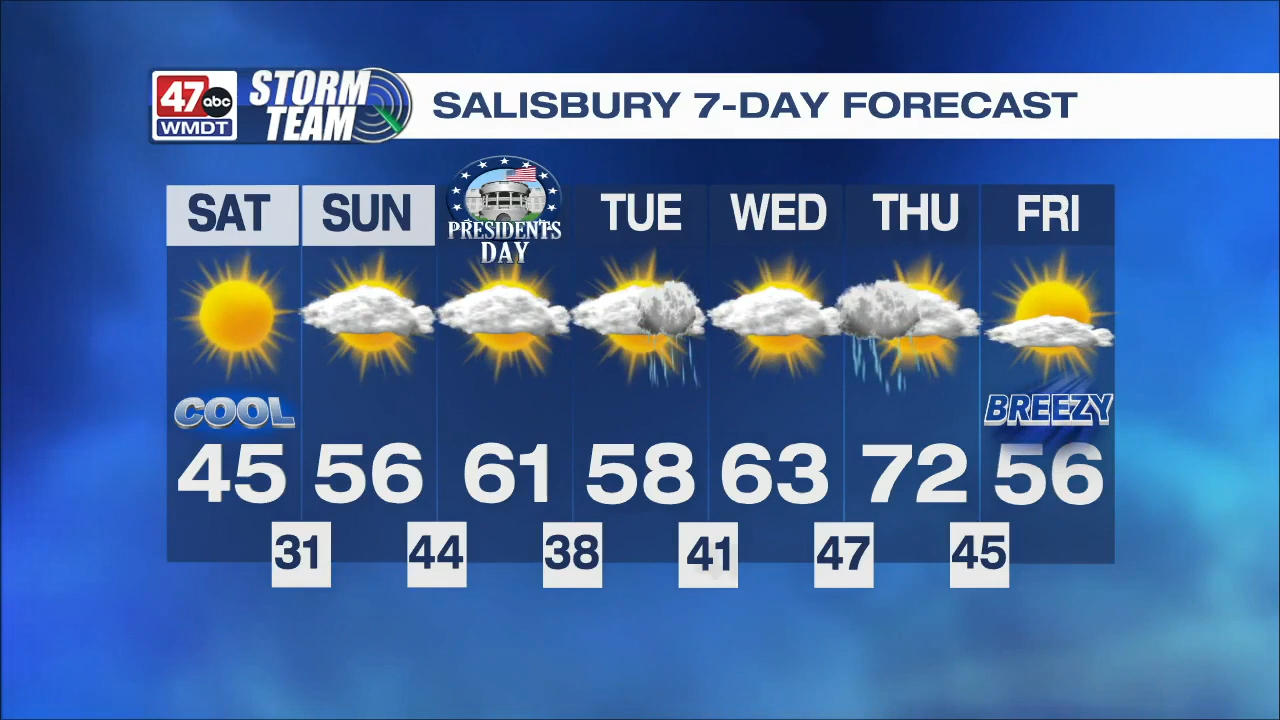 47 abc
WMDT
STORM
TEAM
SALISBURY 7-DAY FORECAST
SAT SUN PRESIDENTS DAY TUE WED THU FRI
COOL BREEZY
45 56 61 58 63 72 56
31 44 38 41 47 45